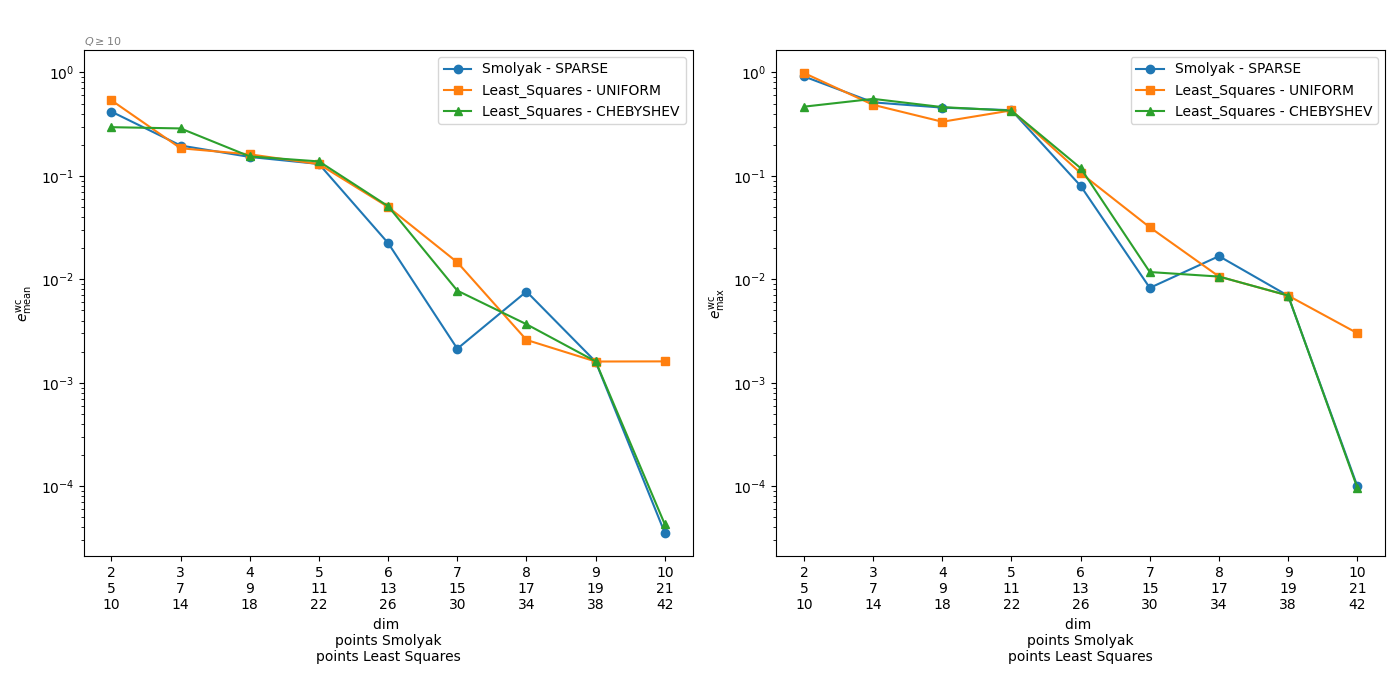 Q ≥ 10
Smolyak - SPARSE
Least_Squares - UNIFORM
Least_Squares - CHEBYSHEV
10^0
10^-1
10^-2
10^-3
10^-4
e^wc_mean
2 3 4 5 6 7 8 9 10
5 7 9 11 13 15 17 19 21
10 14 18 22 26 30 34 38 42
dim
points Smolyak
points Least Squares
Smolyak - SPARSE
Least_Squares - UNIFORM
Least_Squares - CHEBYSHEV
10^0
10^-1
10^-2
10^-3
10^-4
e^wc_max
2 3 4 5 6 7 8 9 10
5 7 9 11 13 15 17 19 21
10 14 18 22 26 30 34 38 42
dim
points Smolyak
points Least Squares